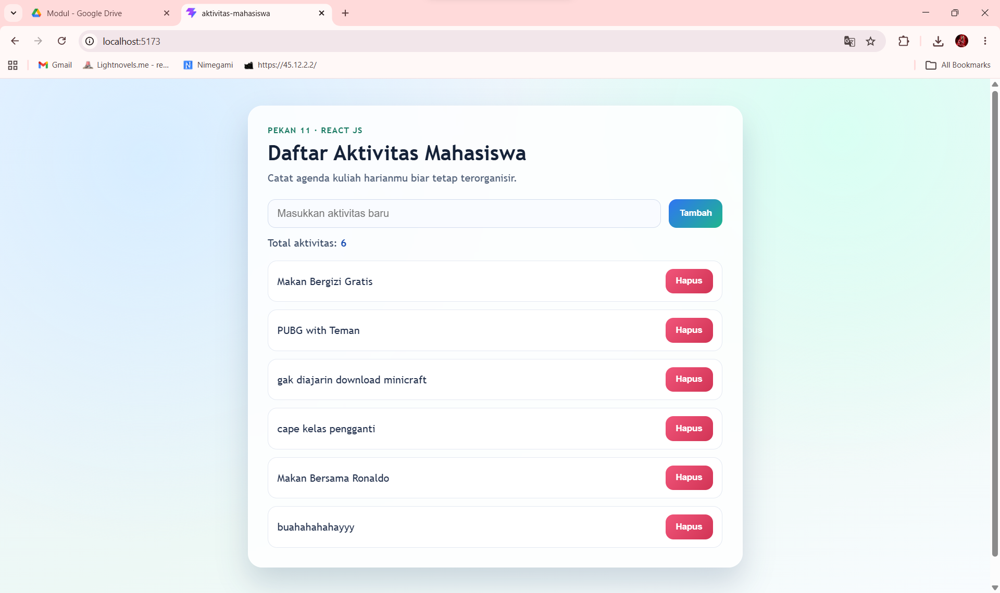 Modul - Google Drive
aktivitas-mahasiswa
localhost:5173
Gmail
Lightnovels.me - re...
Nimegami
https://45.12.2.2/
All Bookmarks
PEKAN 11 · REACT JS
Daftar Aktivitas Mahasiswa
Catat agenda kuliah harianmu biar tetap terorganisir.
Masukkan aktivitas baru
Tambah
Total aktivitas: 6
Makan Bergizi Gratis
Hapus
PUBG with Teman
Hapus
gak diajarin download minicraft
Hapus
cape kelas pengganti
Hapus
Makan Bersama Ronaldo
Hapus
buahahahahayyy
Hapus